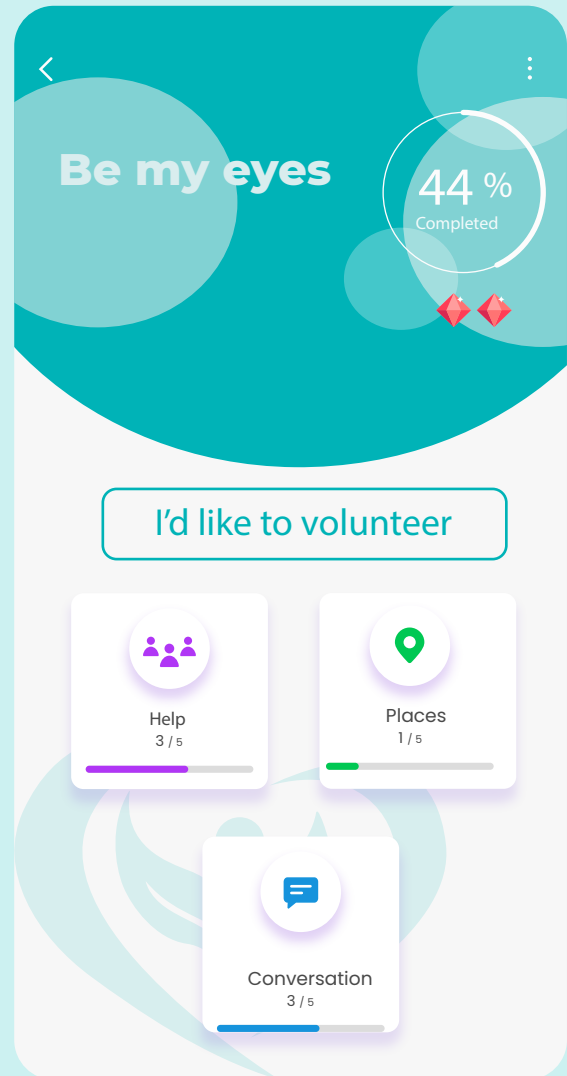 Be my eyes
44 %
Completed
I'd like to volunteer
Help
3 / 5
Places
1 / 5
Conversation
3 / 5